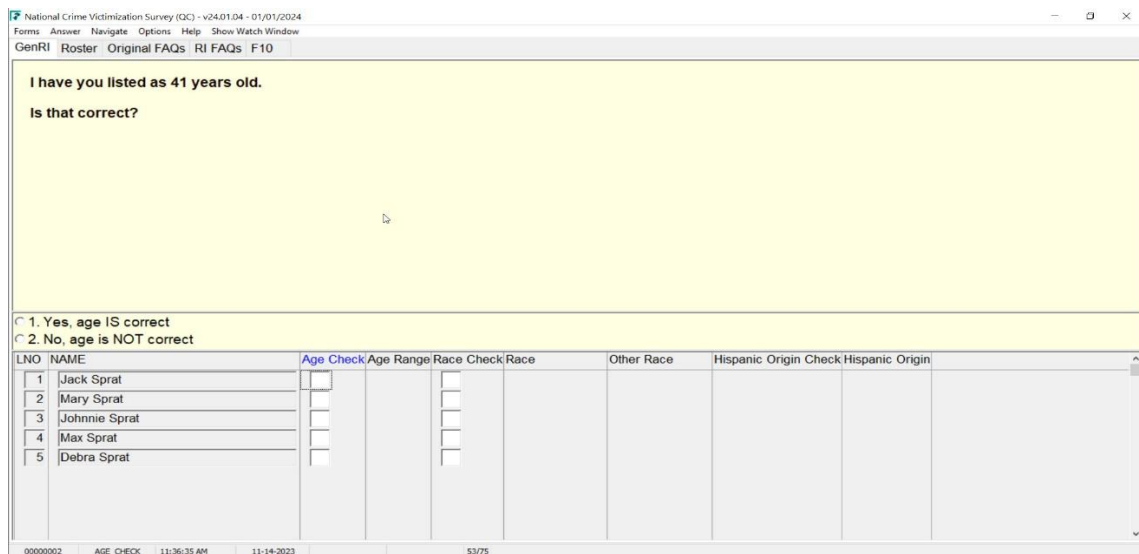 National Crime Victimization Survey (QC) - v24.01.04 - 01/01/2024
Forms Answer Navigate Options Help Show Watch Window
GenRI Roster Original FAQs RI FAQs F10
I have you listed as 41 years old.
Is that correct?
1. Yes, age IS correct
2. No, age is NOT correct
LNO NAME Age Check Age Range Race Check Race Other Race Hispanic Origin Check Hispanic Origin
1 Jack Sprat
2 Mary Sprat
3 Johnnie Sprat
4 Max Sprat
5 Debra Sprat
00000002 AGE_CHECK 11:36:35 AM 11-14-2023 53/75